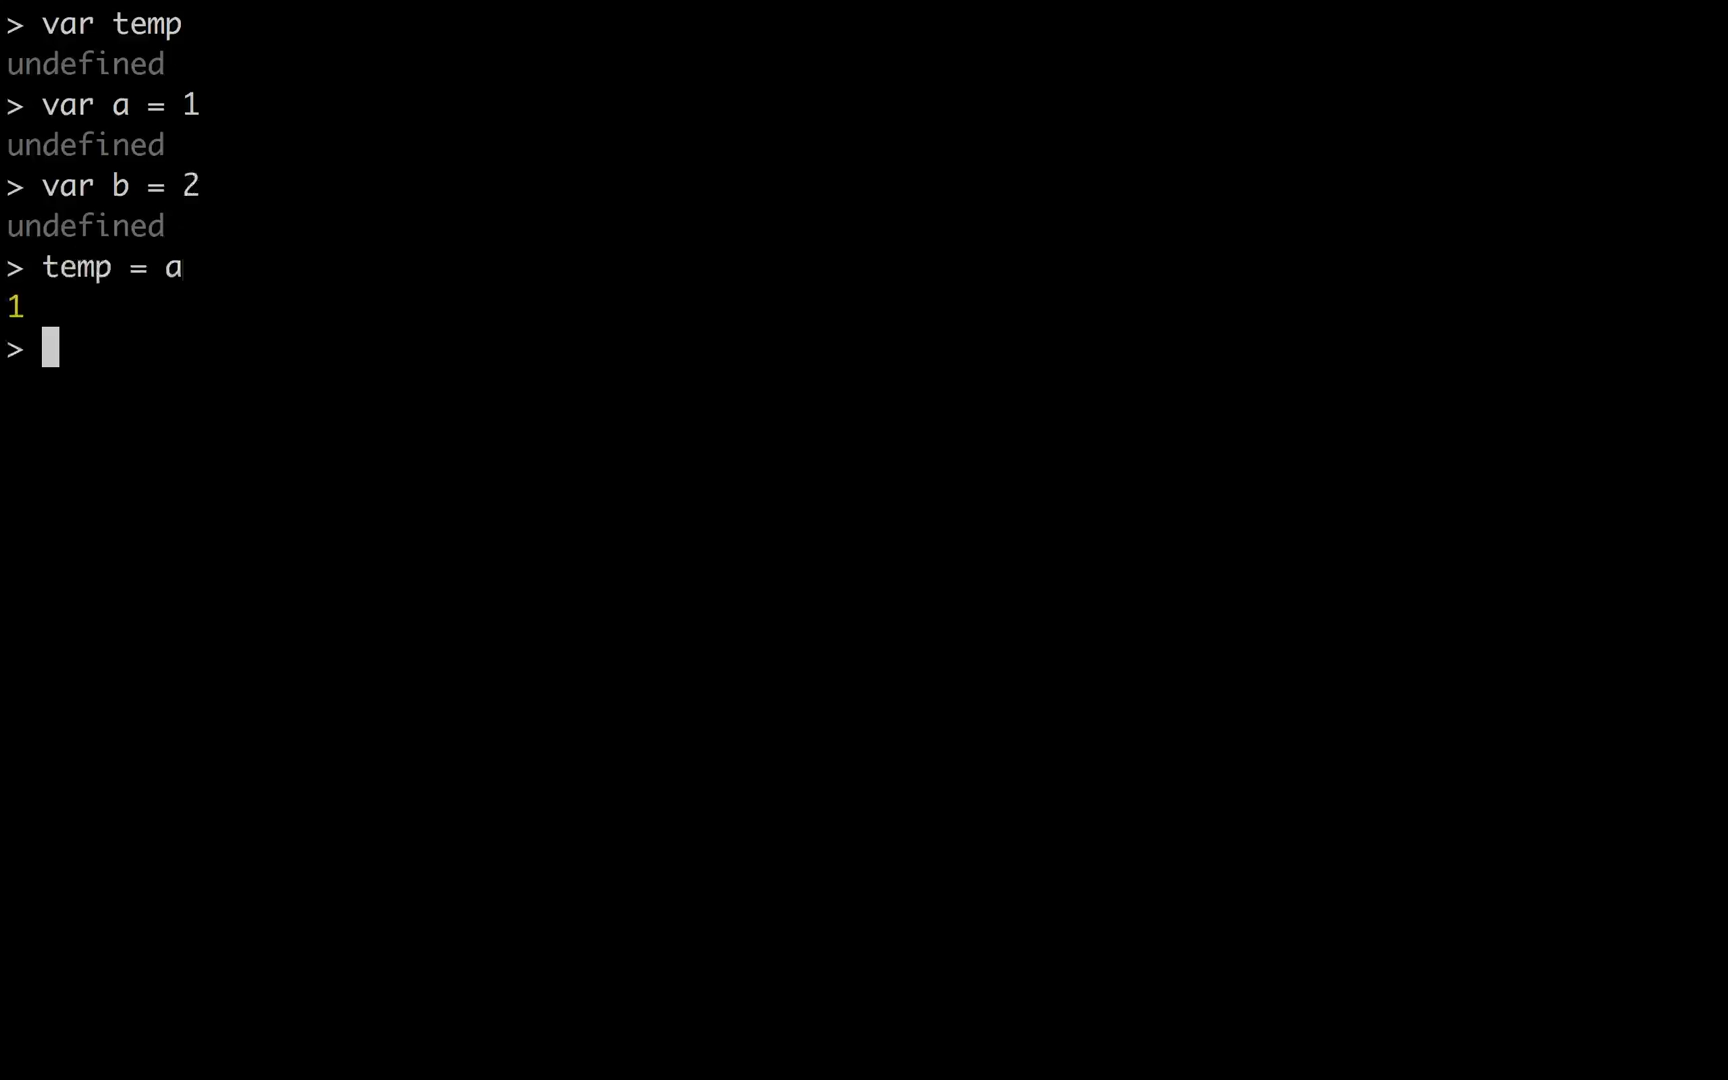 > var temp
undefined
> var a = 1
undefined
> var b = 2
undefined
> temp = a
1
>